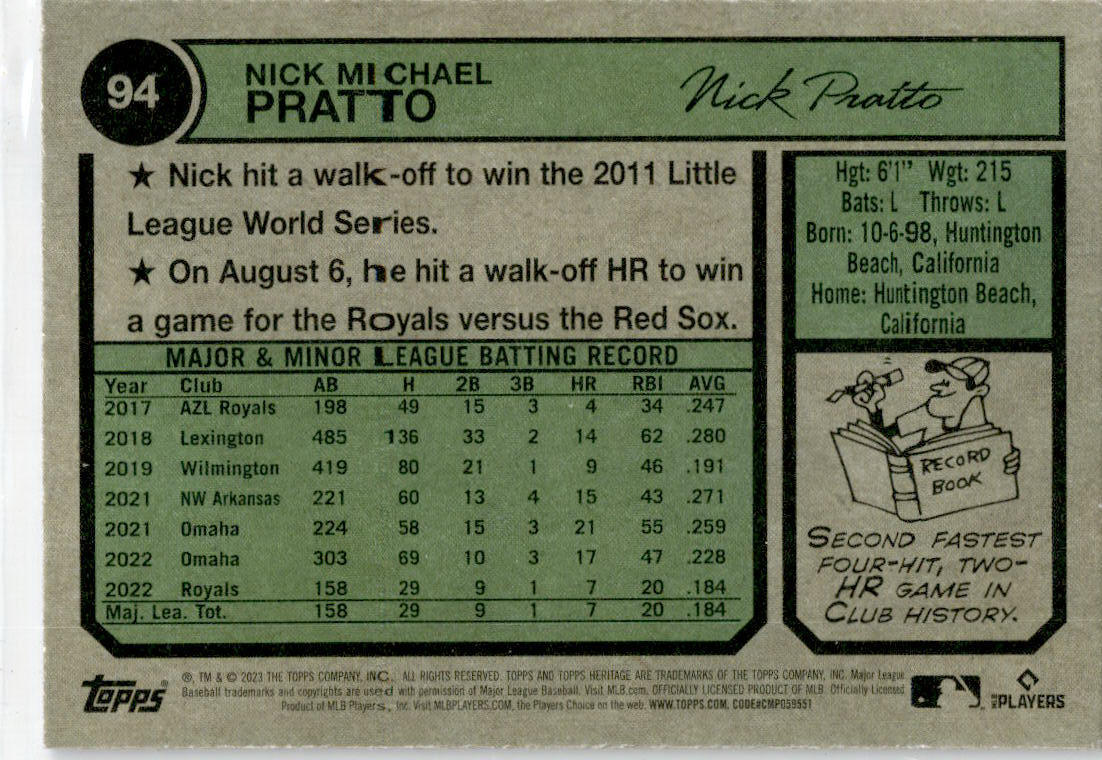 94
NICK MICHAEL
PRATTO
Nick Pratto
★ Nick hit a walk-off to win the 2011 Little
League World Series.
★ On August 6, he hit a walk-off HR to win
a game for the Royals versus the Red Sox.
Hgt: 6'1" Wgt: 215
Bats: L Throws: L
Born: 10-6-98, Huntington
Beach, California
Home: Huntington Beach,
California
MAJOR & MINOR LEAGUE BATTING RECORD
Year Club AB H 2B 3B HR RBI AVG
2017 AZL Royals 198 49 15 3 4 34 .247
2018 Lexington 485 136 33 2 14 62 .280
2019 Wilmington 419 80 21 1 9 46 .191
2021 NW Arkansas 221 60 13 4 15 43 .271
2021 Omaha 224 58 15 3 21 55 .259
2022 Omaha 303 69 10 3 17 47 .228
2022 Royals 158 29 9 1 7 20 .184
Maj. Lea. Tot. 158 29 9 1 7 20 .184
RECORD
BOOK
SECOND FASTEST
FOUR-HIT, TWO-
HR GAME IN
CLUB HISTORY.
Topps®
®, TM & © 2023 THE TOPPS COMPANY, INC. ALL RIGHTS RESERVED. TOPPS AND TOPPS HERITAGE ARE TRADEMARKS OF THE TOPPS COMPANY, INC. Major League
Baseball trademarks and copyrights are used with permission of Major League Baseball. Visit MLB.com. OFFICIALLY LICENSED PRODUCT OF MLB Officially Licensed
Product of MLB Players, Inc. Visit MLBPLAYERS.COM, the Players Choice on the web. WWW.TOPPS.COM. CODE#CMP059551
MLB PLAYERS